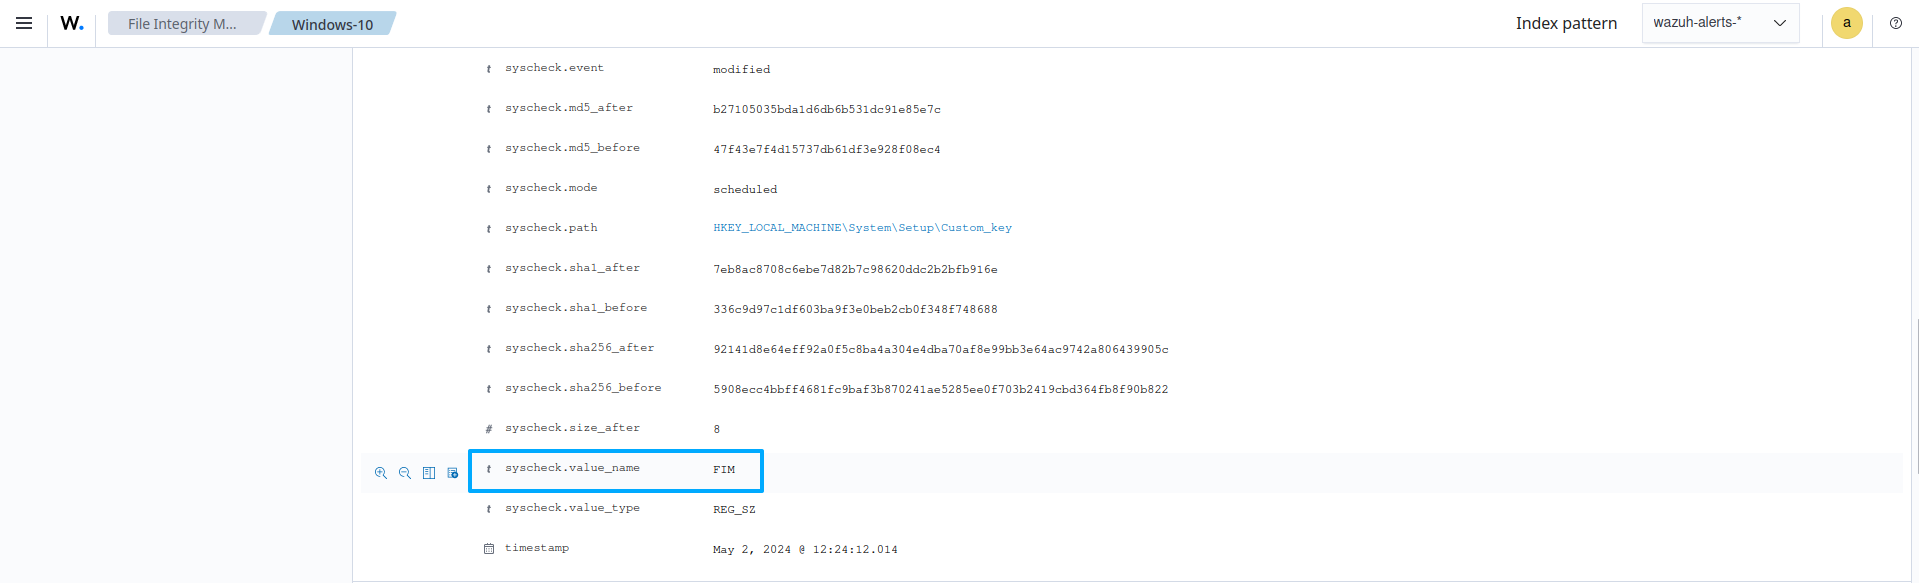 W. File Integrity M... Windows-10 Index pattern wazuh-alerts-* a
t syscheck.event modified
t syscheck.md5_after b27105035bda1d6db6b531dc91e85e7c
t syscheck.md5_before 47f43e7f4d15737db61df3e928f08ec4
t syscheck.mode scheduled
t syscheck.path HKEY_LOCAL_MACHINE\System\Setup\Custom_key
t syscheck.sha1_after 7eb8ac8708c6ebe7d82b7c98620ddc2b2bfb916e
t syscheck.sha1_before 336c9d97c1df603ba9f3e0beb2cb0f348f748688
t syscheck.sha256_after 92141d8e64eff92a0f5c8ba4a304e4dba70af8e99bb3e64ac9742a806439905c
t syscheck.sha256_before 5908ecc4bbff4681fc9baf3b870241ae5285ee0f703b2419cbd364fb8f90b822
# syscheck.size_after 8
t syscheck.value_name FIM
t syscheck.value_type REG_SZ
timestamp May 2, 2024 @ 12:24:12.014